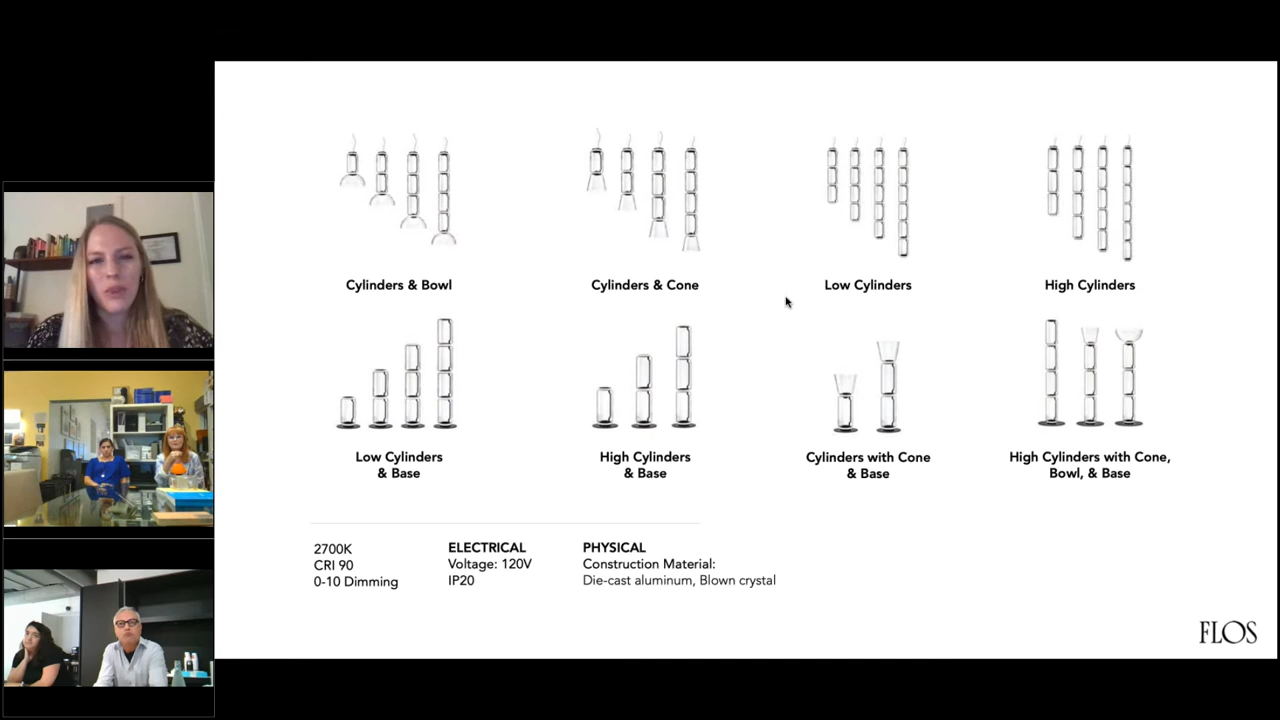 Cylinders & Bowl
Cylinders & Cone
Low Cylinders
High Cylinders
Low Cylinders
& Base
High Cylinders
& Base
Cylinders with Cone
& Base
High Cylinders with Cone,
Bowl, & Base
2700K
CRI 90
0-10 Dimming
ELECTRICAL
Voltage: 120V
IP20
PHYSICAL
Construction Material:
Die-cast aluminum, Blown crystal
FLOS